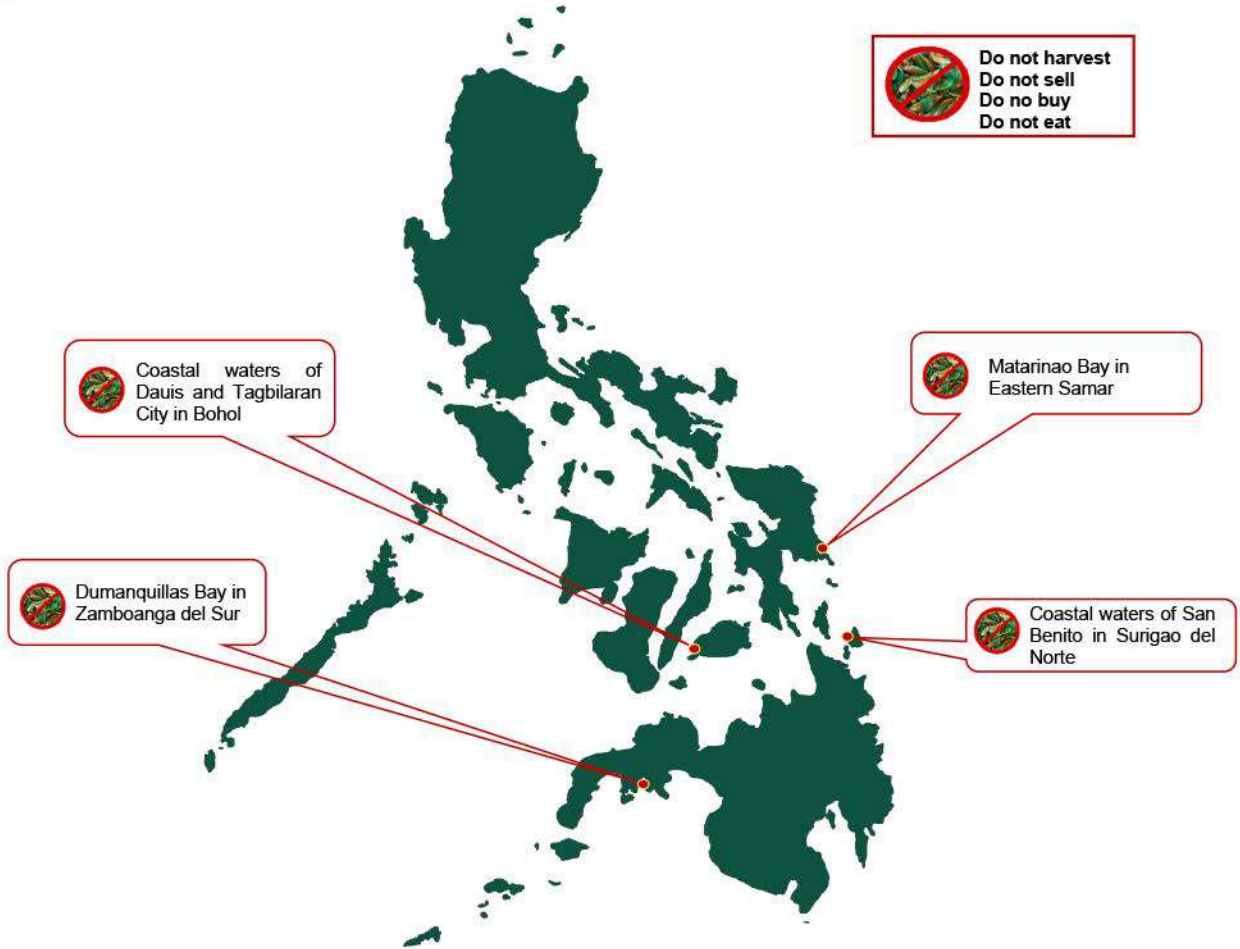 Do not harvest
Do not sell
Do no buy
Do not eat
Coastal waters of
Dauis and Tagbilaran
City in Bohol
Matarinao Bay in
Eastern Samar
Dumanquillas Bay in
Zamboanga del Sur
Coastal waters of San
Benito in Surigao del
Norte